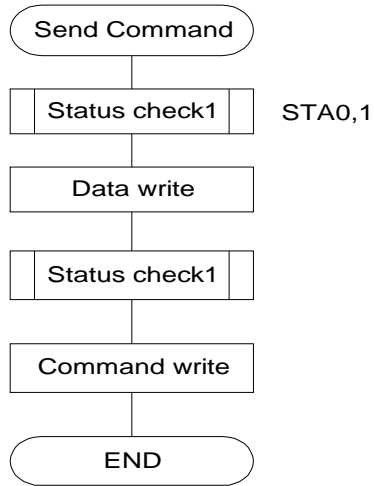 Send Command
Status check1 STA0,1
Data write
Status check1
Command write
END